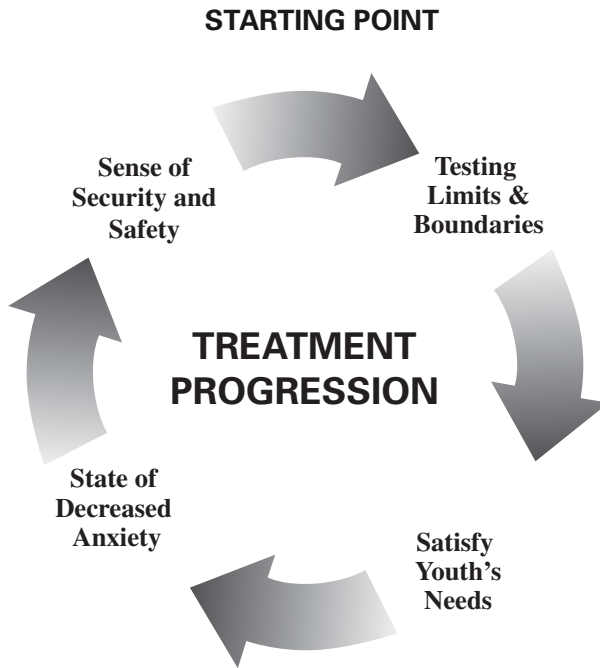 STARTING POINT
Sense of
Security and
Safety
Testing
Limits &
Boundaries
TREATMENT
PROGRESSION
State of
Decreased
Anxiety
Satisfy
Youth's
Needs